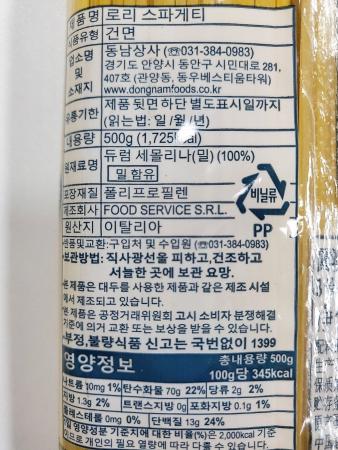 제품명 로리 스파게티
식품유형 건면
업소명 및 소재지 동남상사 (☏031-384-0983)
경기도 안양시 동안구 시민대로 281,
407호 (관양동, 동우베스티움타워)
www.dongnamfoods.co.kr
유통기한 제품 뒷면 하단 별도표시일까지
(읽는법: 일 /월 /년)
내용량 500g (1,725kcal)
원재료명 듀럼 세몰리나(밀) (100%)
밀 함유
포장재질 폴리프로필렌
비닐류
PP
제조회사 FOOD SERVICE S.R.L.
원산지 이탈리아
•반품및교환:구입처 및 수입원 (☏031-384-0983)
•보관방법: 직사광선을 피하고,건조하고
서늘한 곳에 보관 요망.
•본 제품은 대두를 사용한 제품과 같은 제조 시설
에서 제조되고 있습니다.
•본 제품은 공정거래위원회 고시 소비자 분쟁해결
기준에 의거 교환 또는 보상을 받을 수 있습니다.
•부정,불량식품 신고는 국번없이 1399
영양정보 총내용량 500g
100g당 345kcal
나트륨 10mg 1% 탄수화물 70g 22% 당류 2g 2%
지방 1.3g 2% 트랜스지방 0g 포화지방 0.1g 1%
콜레스테롤 0mg 0% 단백질 13g 24%
1일 영양성분 기준치에 대한 비율(%)은 2,000kcal 기준
이므로 개인의 필요 열량에 따라 다를 수 있습니다.